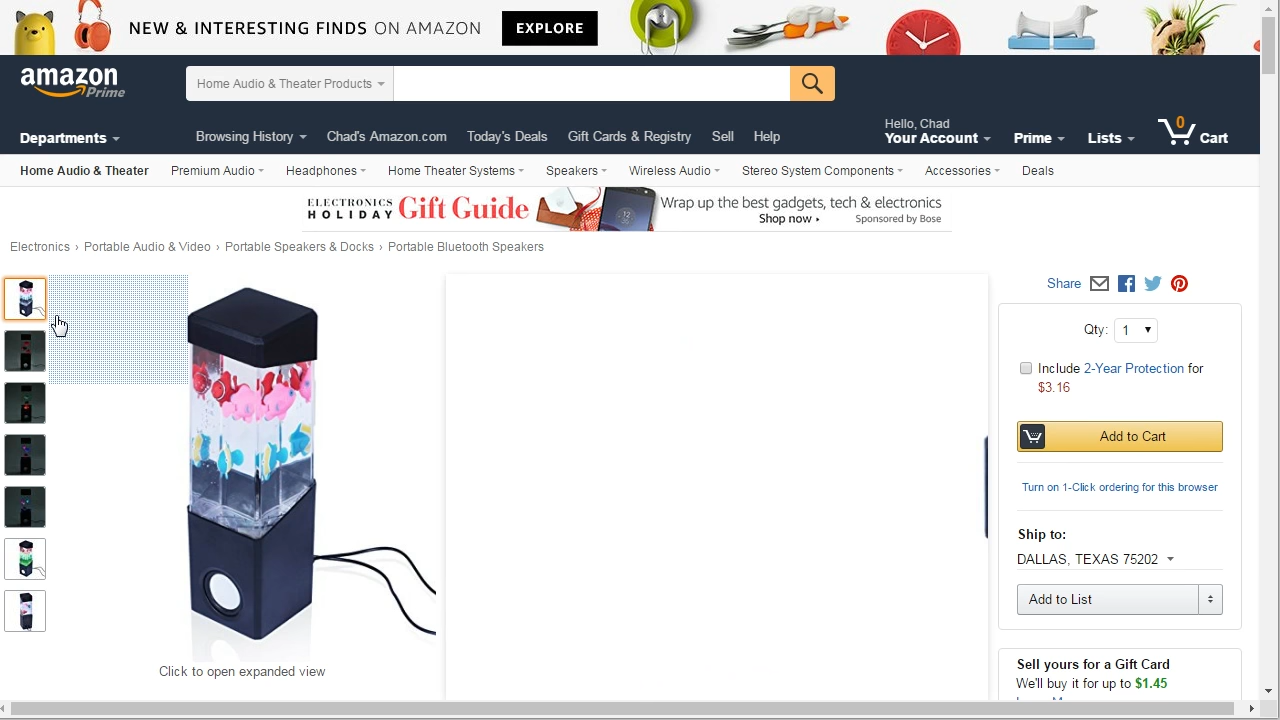 NEW & INTERESTING FINDS ON AMAZON EXPLORE
amazon Prime
Home Audio & Theater Products
Departments
Browsing History Chad's Amazon.com Today's Deals Gift Cards & Registry Sell Help
Hello, Chad
Your Account Prime Lists 0 Cart
Home Audio & Theater Premium Audio Headphones Home Theater Systems Speakers Wireless Audio Stereo System Components Accessories Deals
ELECTRONICS HOLIDAY Gift Guide
Wrap up the best gadgets, tech & electronics
Shop now ▸ Sponsored by Bose
Electronics › Portable Audio & Video › Portable Speakers & Docks › Portable Bluetooth Speakers
Share
Qty: 1
Include 2-Year Protection for
$3.16
Add to Cart
Turn on 1-Click ordering for this browser
Ship to:
DALLAS, TEXAS 75202
Add to List
Click to open expanded view
Sell yours for a Gift Card
We'll buy it for up to $1.45